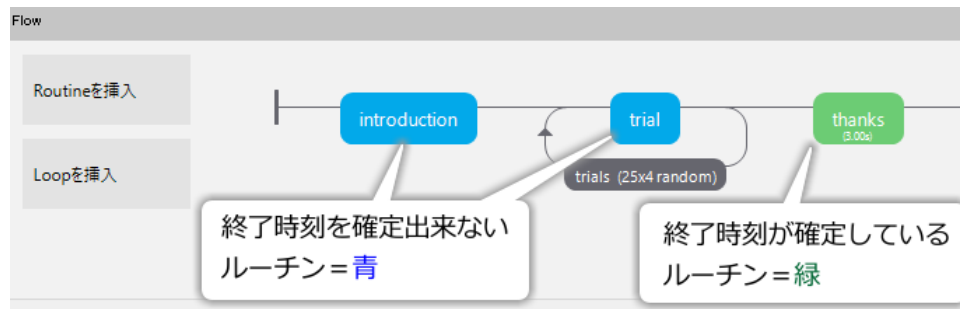 Flow
Routineを挿入
introduction
trial
thanks
(3.00s)
Loopを挿入
trials (25x4 random)
終了時刻を確定出来ない
ルーチン=青
終了時刻が確定している
ルーチン=緑